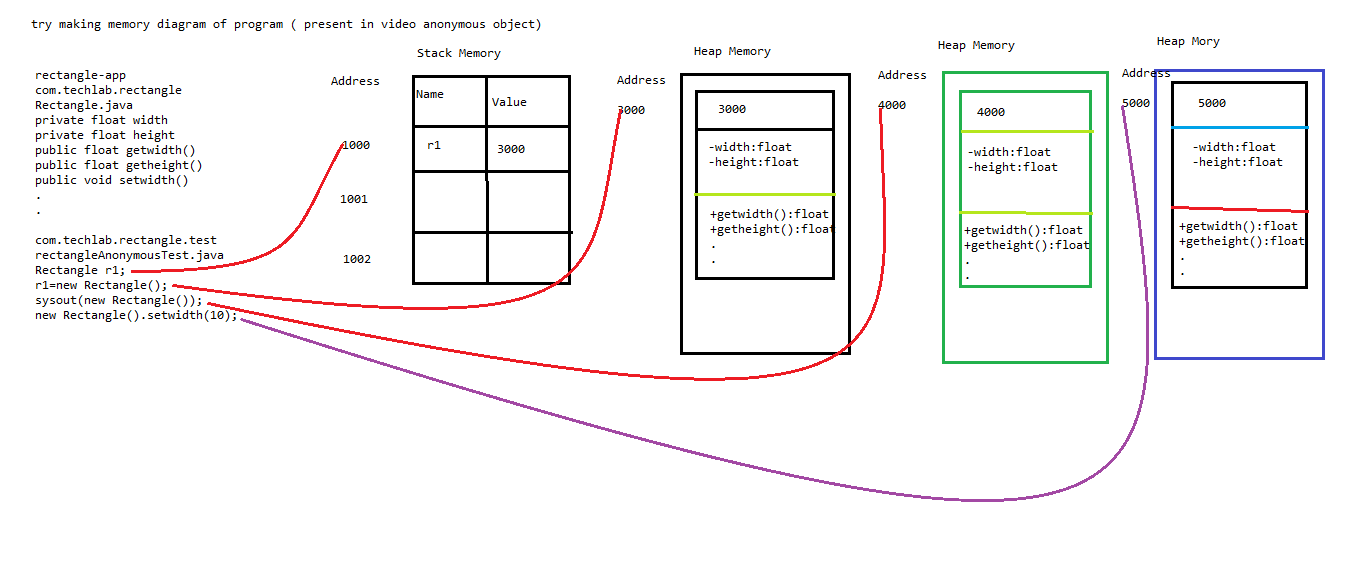 try making memory diagram of program ( present in video anonymous object)
rectangle-app
com.techlab.rectangle
Rectangle.java
private float width
private float height
public float getwidth()
public float getheight()
public void setwidth()
.
.
com.techlab.rectangle.test
rectangleAnonymousTest.java
Rectangle r1;
r1=new Rectangle();
sysout(new Rectangle());
new Rectangle().setwidth(10);
Address
1000
1001
1002
Stack Memory
Name Value
r1 3000
Address
3000
Heap Memory
3000
-width:float
-height:float
+getwidth():float
+getheight():float
.
.
Address
4000
Heap Memory
4000
-width:float
-height:float
+getwidth():float
+getheight():float
.
.
Address
5000
Heap Mory
5000
-width:float
-height:float
+getwidth():float
+getheight():float
.
.